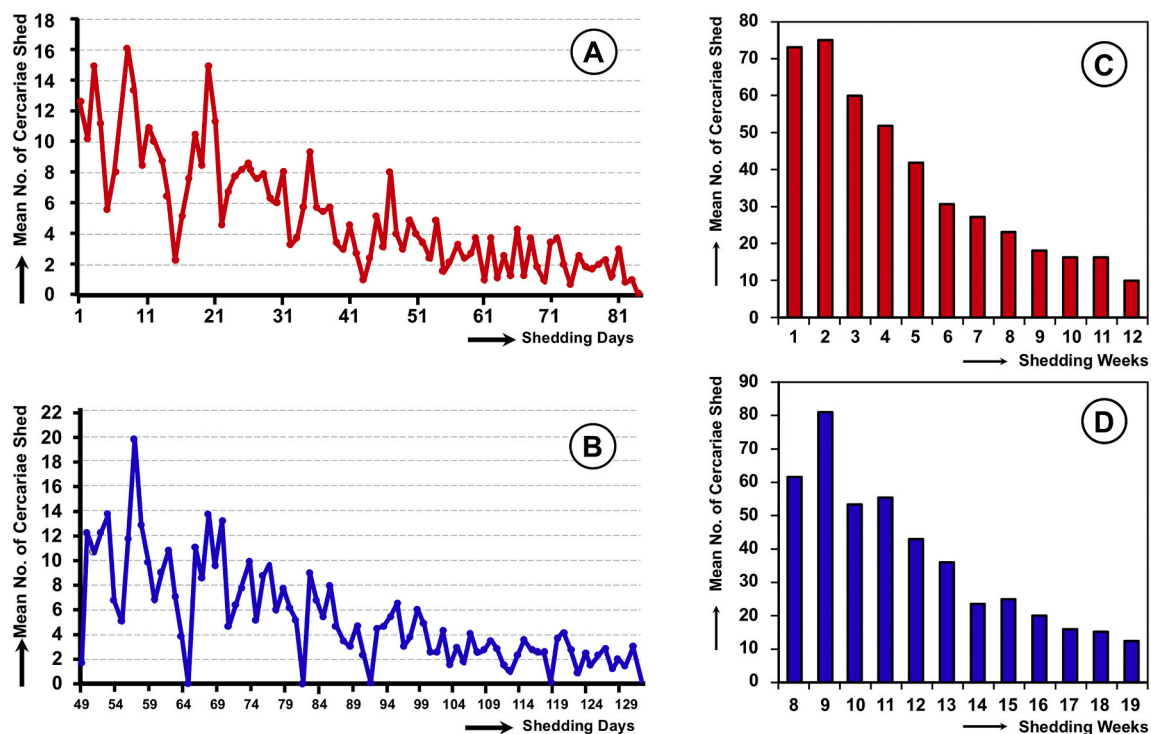 Mean No. of Cercariae Shed
18
16
14
12
10
8
6
4
2
0
1 11 21 31 41 51 61 71 81
Shedding Days
A
Mean No. of Cercariae Shed
80
70
60
50
40
30
20
10
0
1 2 3 4 5 6 7 8 9 10 11 12
Shedding Weeks
C
Mean No. of Cercariae Shed
22
20
18
16
14
12
10
8
6
4
2
0
49 54 59 64 69 74 79 84 89 94 99 104 109 114 119 124 129
Shedding Days
B
Mean No. of Cercariae Shed
90
80
70
60
50
40
30
20
10
0
8 9 10 11 12 13 14 15 16 17 18 19
Shedding Weeks
D